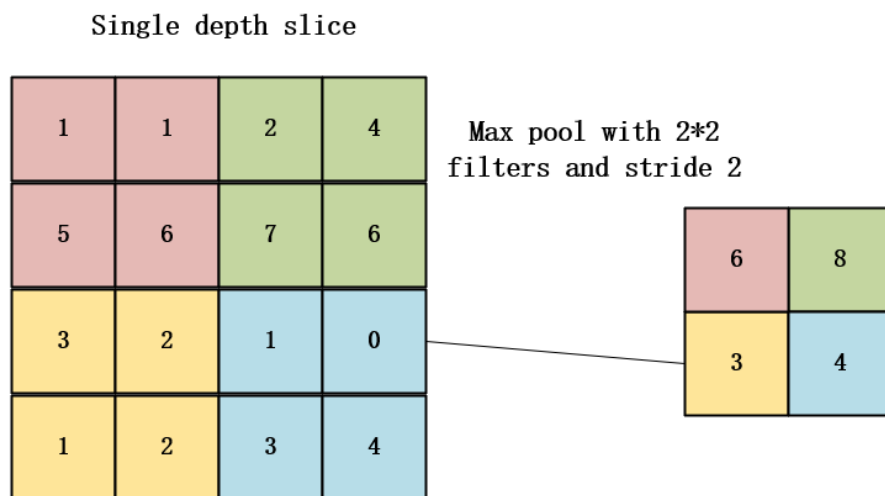 Single depth slice
1 1 2 4
Max pool with 2*2
filters and stride 2
5 6 7 6
6 8
3 2 1 0
3 4
1 2 3 4